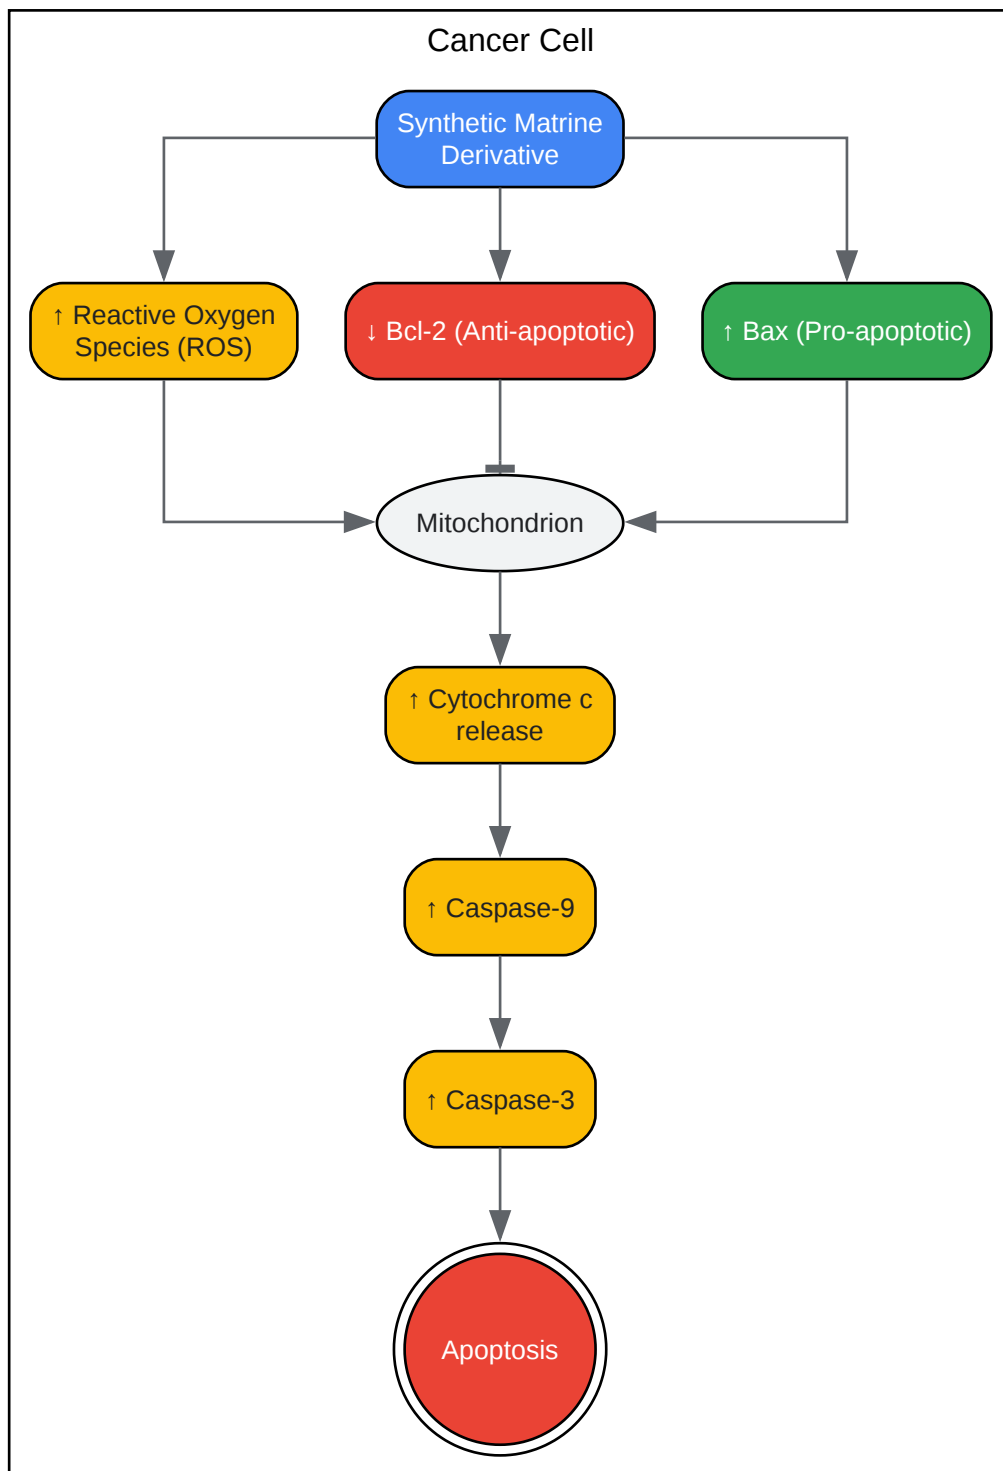 Cancer Cell
Synthetic Matrine
Derivative
↑ Reactive Oxygen
Species (ROS)
↓ Bcl-2 (Anti-apoptotic)
↑ Bax (Pro-apoptotic)
Mitochondrion
↑ Cytochrome c
release
↑ Caspase-9
↑ Caspase-3
Apoptosis